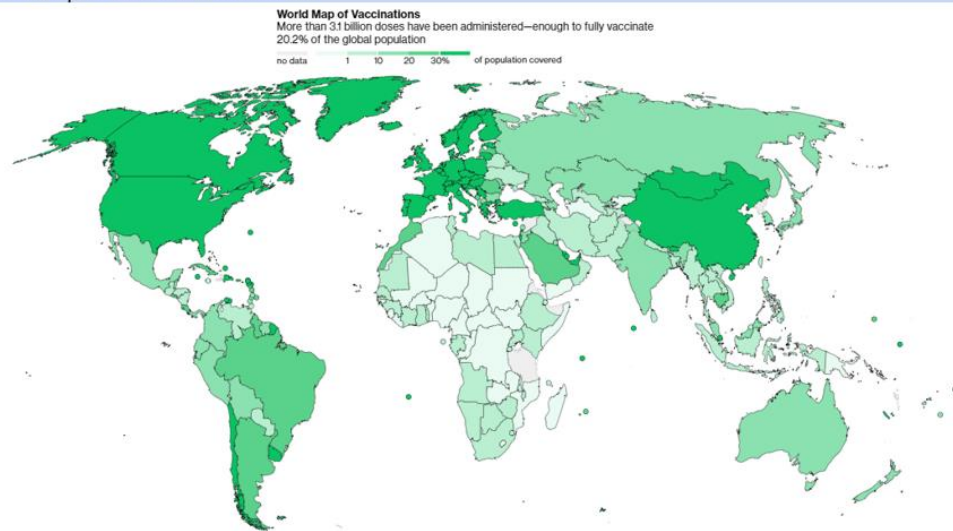 World Map of Vaccinations
More than 3.1 billion doses have been administered—enough to fully vaccinate
20.2% of the global population
no data 1 10 20 30% of population covered